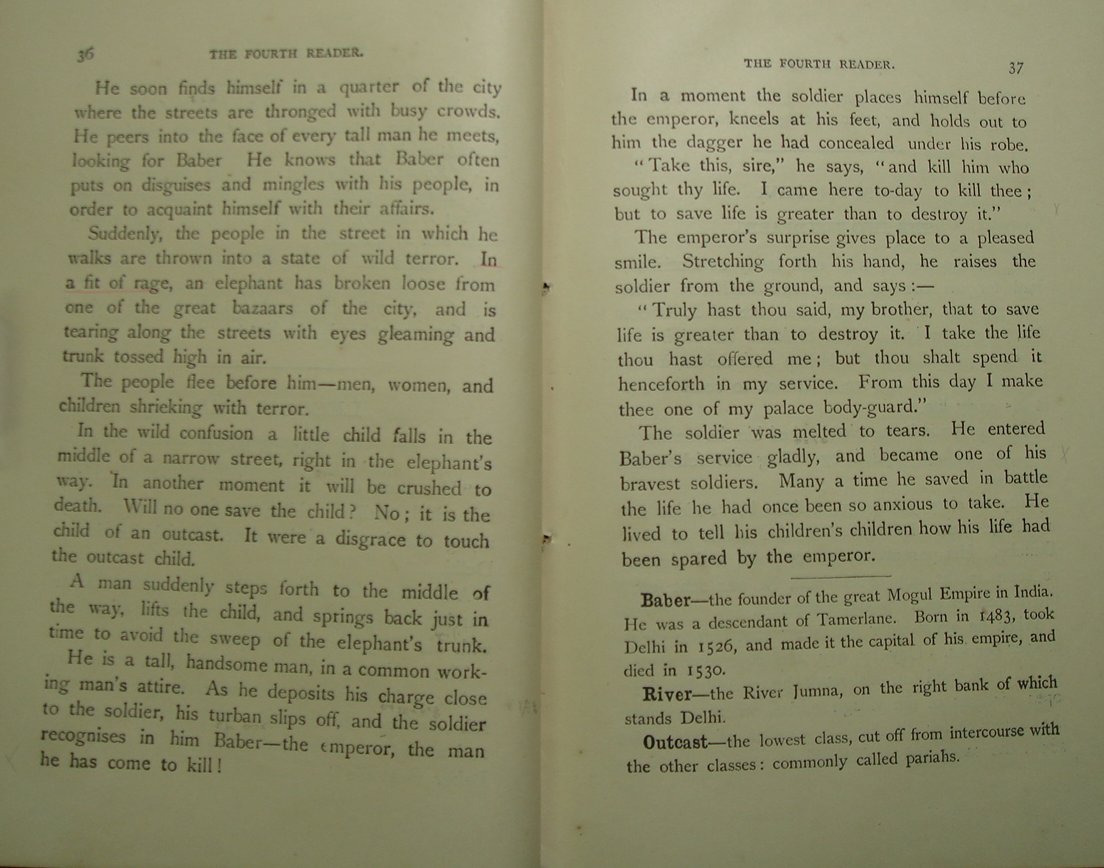 36
THE FOURTH READER.
He soon finds himself in a quarter of the city
where the streets are thronged with busy crowds.
He peers into the face of every tall man he meets,
looking for Baber He knows that Baber often
puts on disguises and mingles with his people, in
order to acquaint himself with their affairs.
Suddenly, the people in the street in which he
walks are thrown into a state of wild terror. In
a fit of rage, an elephant has broken loose from
one of the great bazaars of the city, and is
tearing along the streets with eyes gleaming and
trunk tossed high in air.
The people flee before him—men, women, and
children shrieking with terror.
In the wild confusion a little child falls in the
middle of a narrow street, right in the elephant's
way. In another moment it will be crushed to
death. Will no one save the child? No; it is the
child of an outcast. It were a disgrace to touch
the outcast child.
A man suddenly steps forth to the middle of
the way, lifts the child, and springs back just in
time to avoid the sweep of the elephant's trunk.
He is a tall, handsome man, in a common work-
ing man's attire. As he deposits his charge close
to the soldier, his turban slips off, and the soldier
recognises in him Baber—the emperor, the man
he has come to kill!
THE FOURTH READER.
37
In a moment the soldier places himself before
the emperor, kneels at his feet, and holds out to
him the dagger he had concealed under his robe.
"Take this, sire," he says, "and kill him who
sought thy life. I came here to-day to kill thee;
but to save life is greater than to destroy it."
The emperor's surprise gives place to a pleased
smile. Stretching forth his hand, he raises the
soldier from the ground, and says:—
"Truly hast thou said, my brother, that to save
life is greater than to destroy it. I take the life
thou hast offered me; but thou shalt spend it
henceforth in my service. From this day I make
thee one of my palace body-guard."
The soldier was melted to tears. He entered
Baber's service gladly, and became one of his
bravest soldiers. Many a time he saved in battle
the life he had once been so anxious to take. He
lived to tell his children's children how his life had
been spared by the emperor.
Baber—the founder of the great Mogul Empire in India.
He was a descendant of Tamerlane. Born in 1483, took
Delhi in 1526, and made it the capital of his empire, and
died in 1530.
River—the River Jumna, on the right bank of which
stands Delhi.
Outcast—the lowest class, cut off from intercourse with
the other classes: commonly called pariahs.